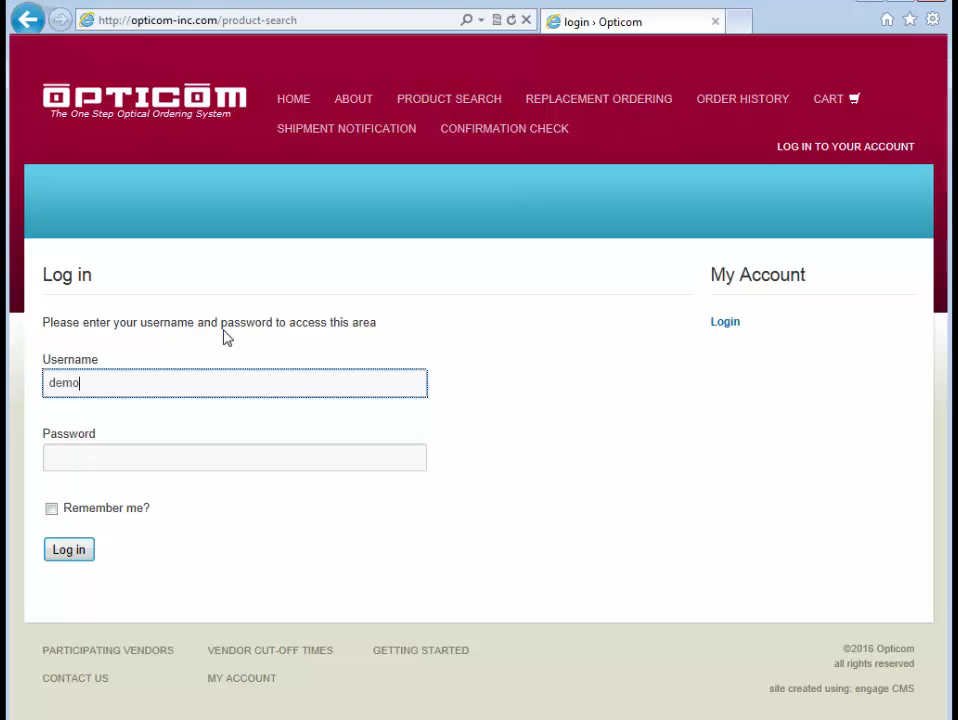 http://opticom-inc.com/product-search
login › Opticom
OPTICOM
The One Step Optical Ordering System
HOME ABOUT PRODUCT SEARCH REPLACEMENT ORDERING ORDER HISTORY CART
SHIPMENT NOTIFICATION CONFIRMATION CHECK
LOG IN TO YOUR ACCOUNT
Log in
Please enter your username and password to access this area
Username
demo
Password
Remember me?
Log in
My Account
Login
PARTICIPATING VENDORS VENDOR CUT-OFF TIMES GETTING STARTED
CONTACT US MY ACCOUNT
©2016 Opticom
all rights reserved
site created using: engage CMS